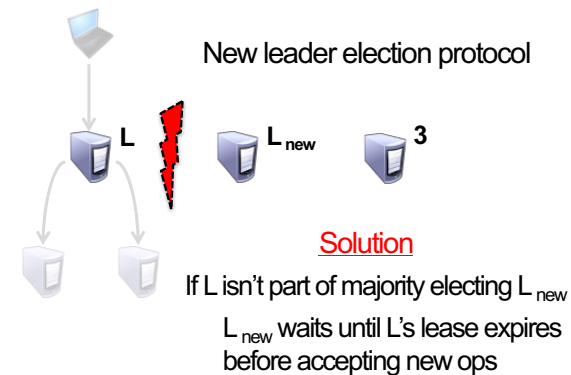 New leader election protocol
L
L new
3
Solution
If L isn't part of majority electing L new
L new waits until L's lease expires
before accepting new ops